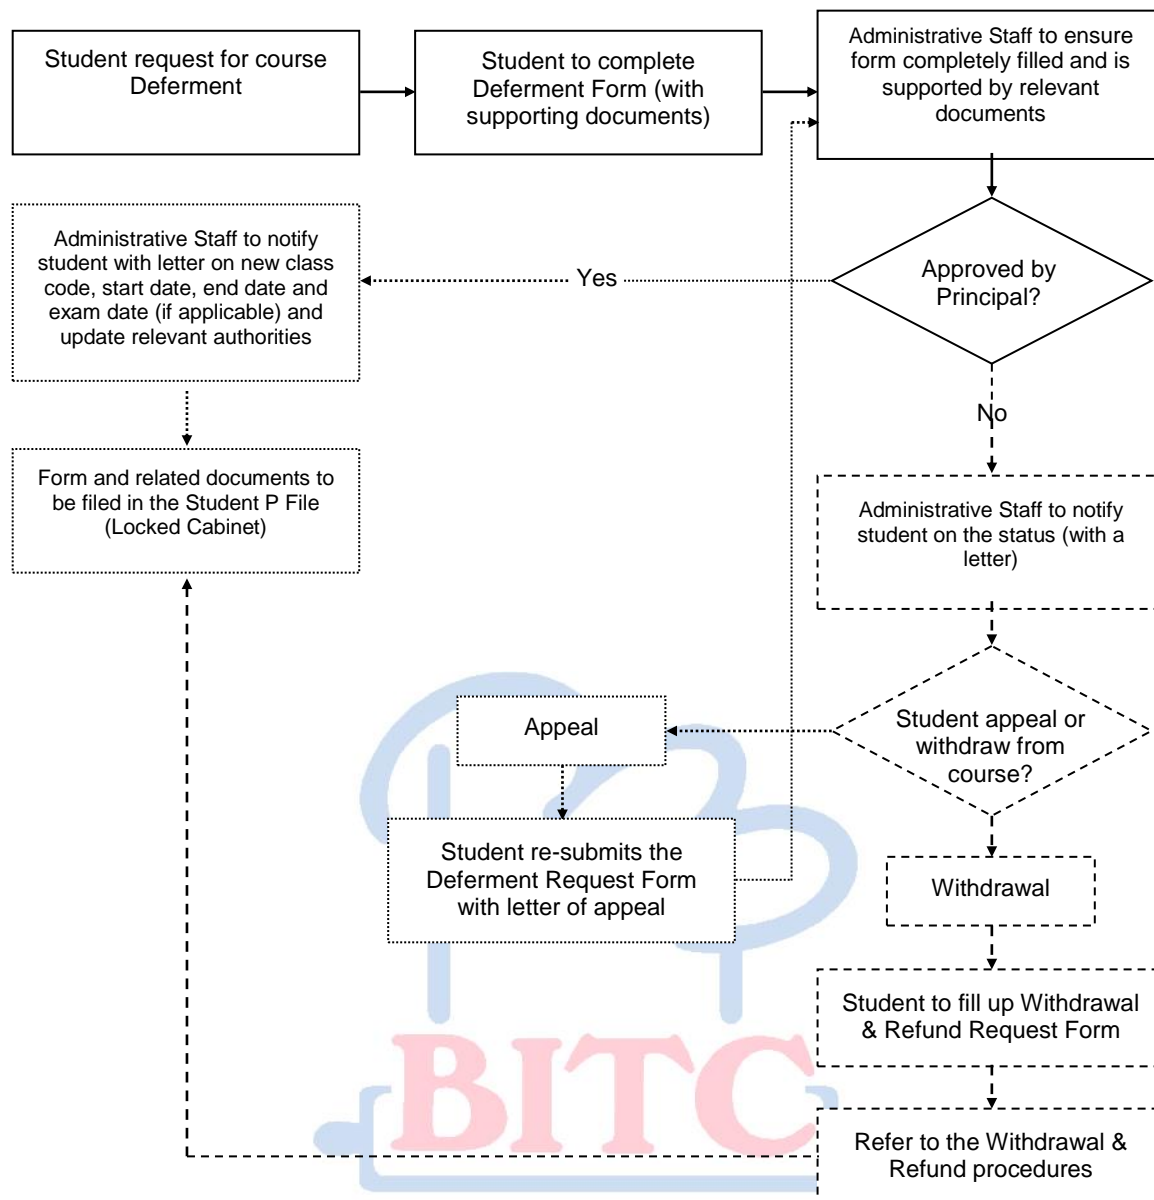 Student request for course
Deferment
Student to complete
Deferment Form (with
supporting documents)
Administrative Staff to ensure
form completely filled and is
supported by relevant
documents
Administrative Staff to notify
student with letter on new class
code, start date, end date and
exam date (if applicable) and
update relevant authorities
Yes
Approved by
Principal?
No
Form and related documents to
be filed in the Student P File
(Locked Cabinet)
Administrative Staff to notify
student on the status (with a
letter)
Appeal
Student appeal or
withdraw from
course?
Student re-submits the
Deferment Request Form
with letter of appeal
Withdrawal
Student to fill up Withdrawal
& Refund Request Form
BITC
Refer to the Withdrawal &
Refund procedures